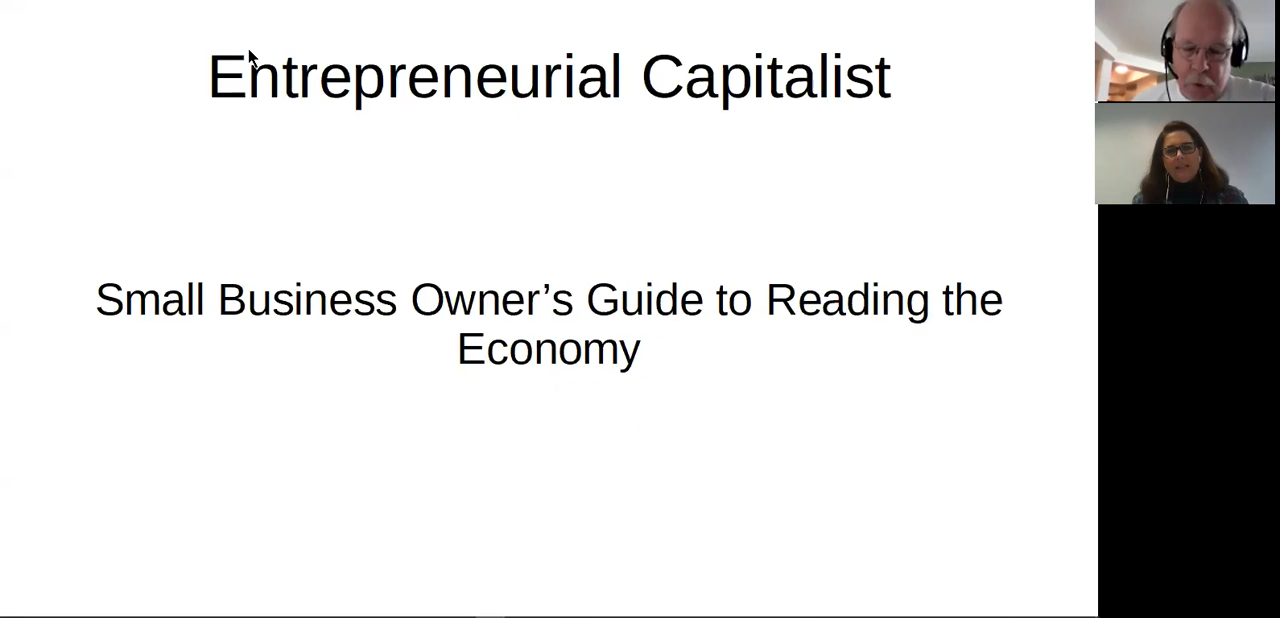 Entrepreneurial Capitalist
Small Business Owner’s Guide to Reading the
Economy